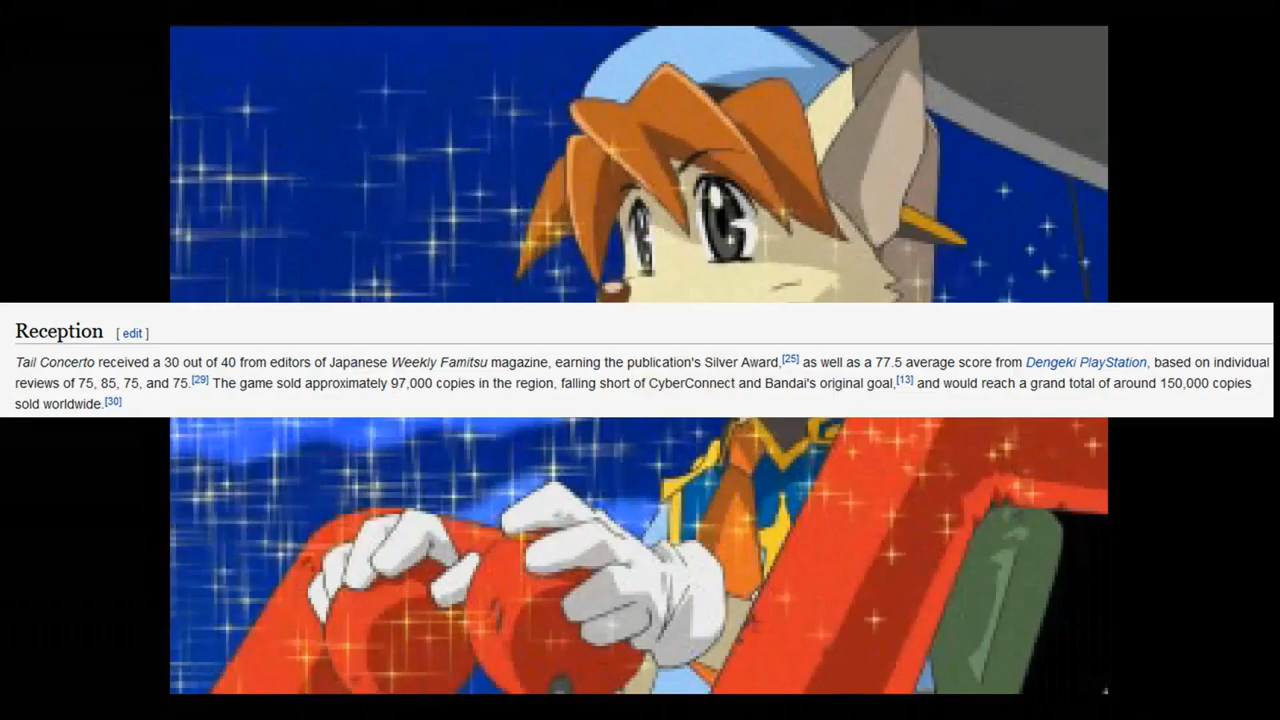 Reception [ edit ]
Tail Concerto received a 30 out of 40 from editors of Japanese Weekly Famitsu magazine, earning the publication's Silver Award,[25] as well as a 77.5 average score from Dengeki PlayStation, based on individual
reviews of 75, 85, 75, and 75.[29] The game sold approximately 97,000 copies in the region, falling short of CyberConnect and Bandai's original goal,[13] and would reach a grand total of around 150,000 copies
sold worldwide.[30]